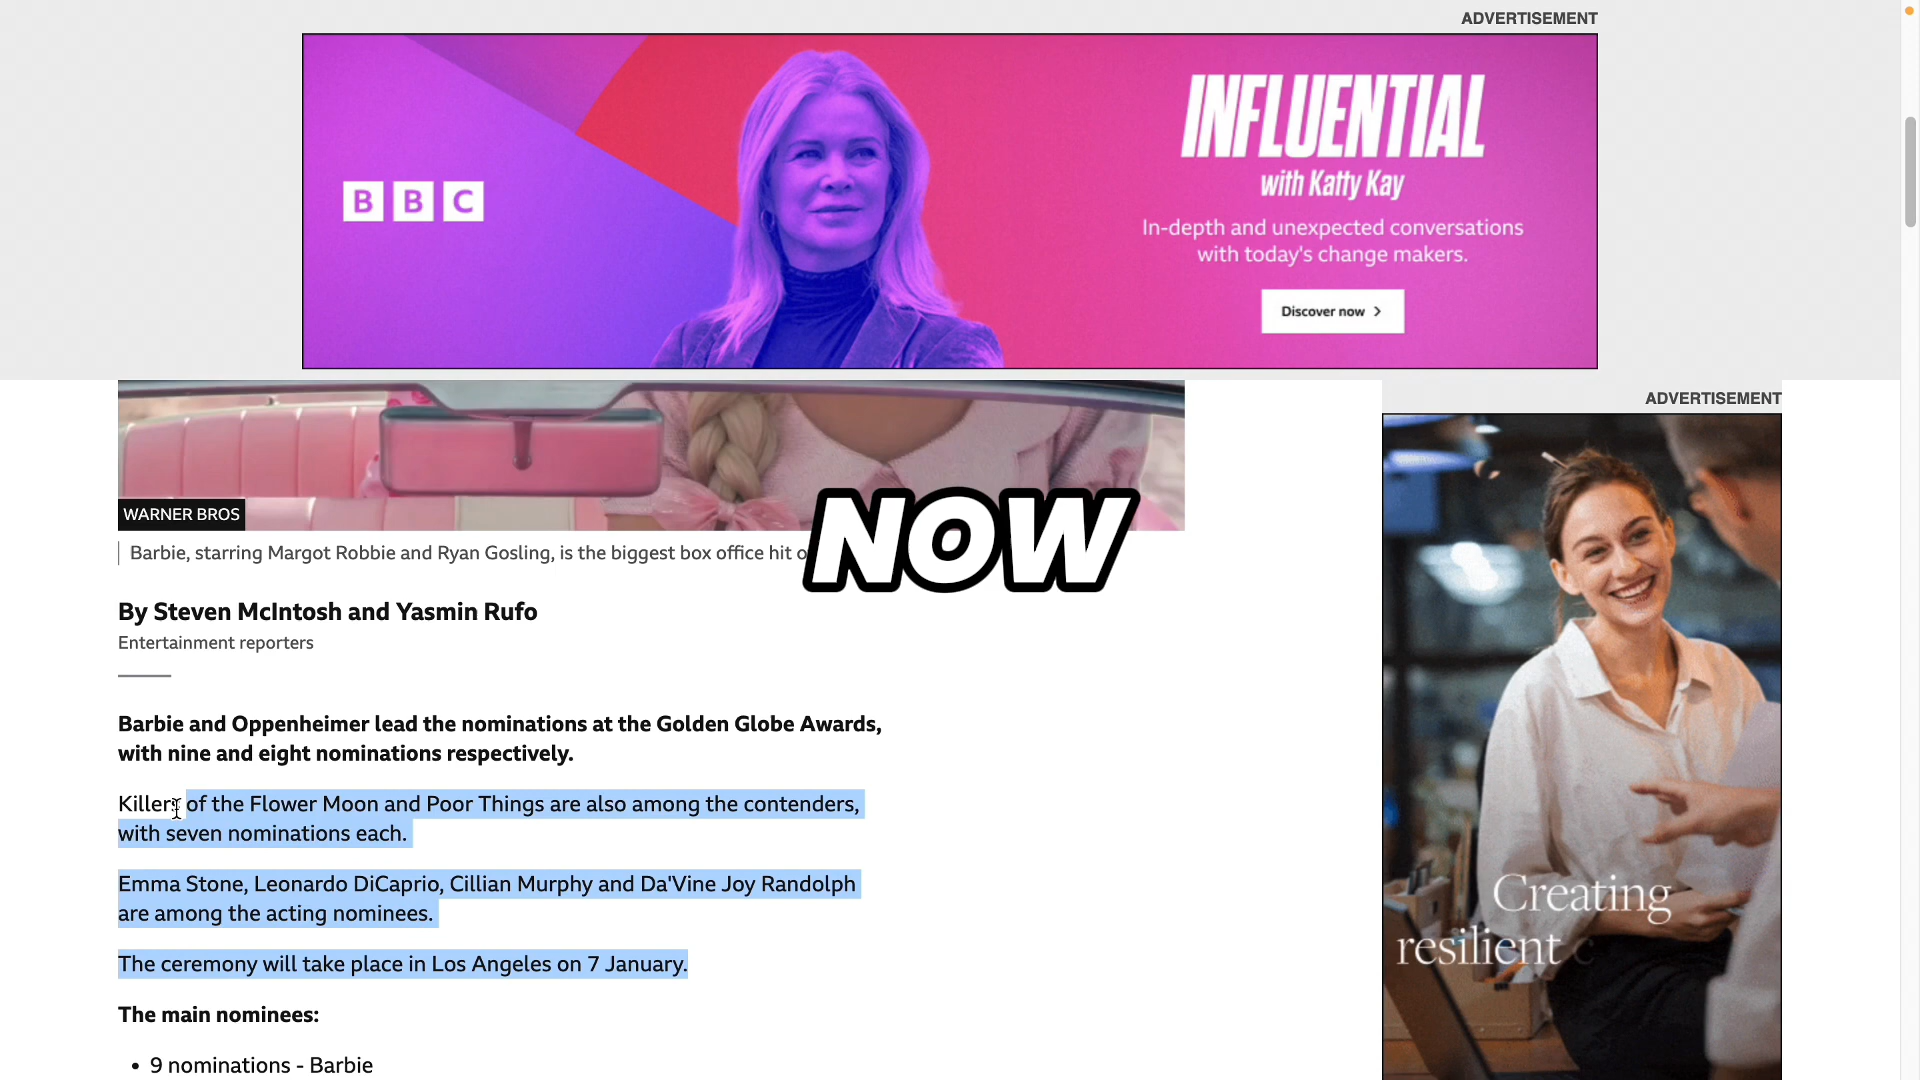 ADVERTISEMENT
BBC
INFLUENTIAL
with Katty Kay
In-depth and unexpected conversations
with today's change makers.
Discover now >
ADVERTISEMENT
WARNER BROS
Barbie, starring Margot Robbie and Ryan Gosling, is the biggest box office hit
NOW
By Steven McIntosh and Yasmin Rufo
Entertainment reporters
Barbie and Oppenheimer lead the nominations at the Golden Globe Awards,
with nine and eight nominations respectively.
Killers of the Flower Moon and Poor Things are also among the contenders,
with seven nominations each.
Emma Stone, Leonardo DiCaprio, Cillian Murphy and Da'Vine Joy Randolph
are among the acting nominees.
The ceremony will take place in Los Angeles on 7 January.
The main nominees:
• 9 nominations - Barbie
Creating
resilient